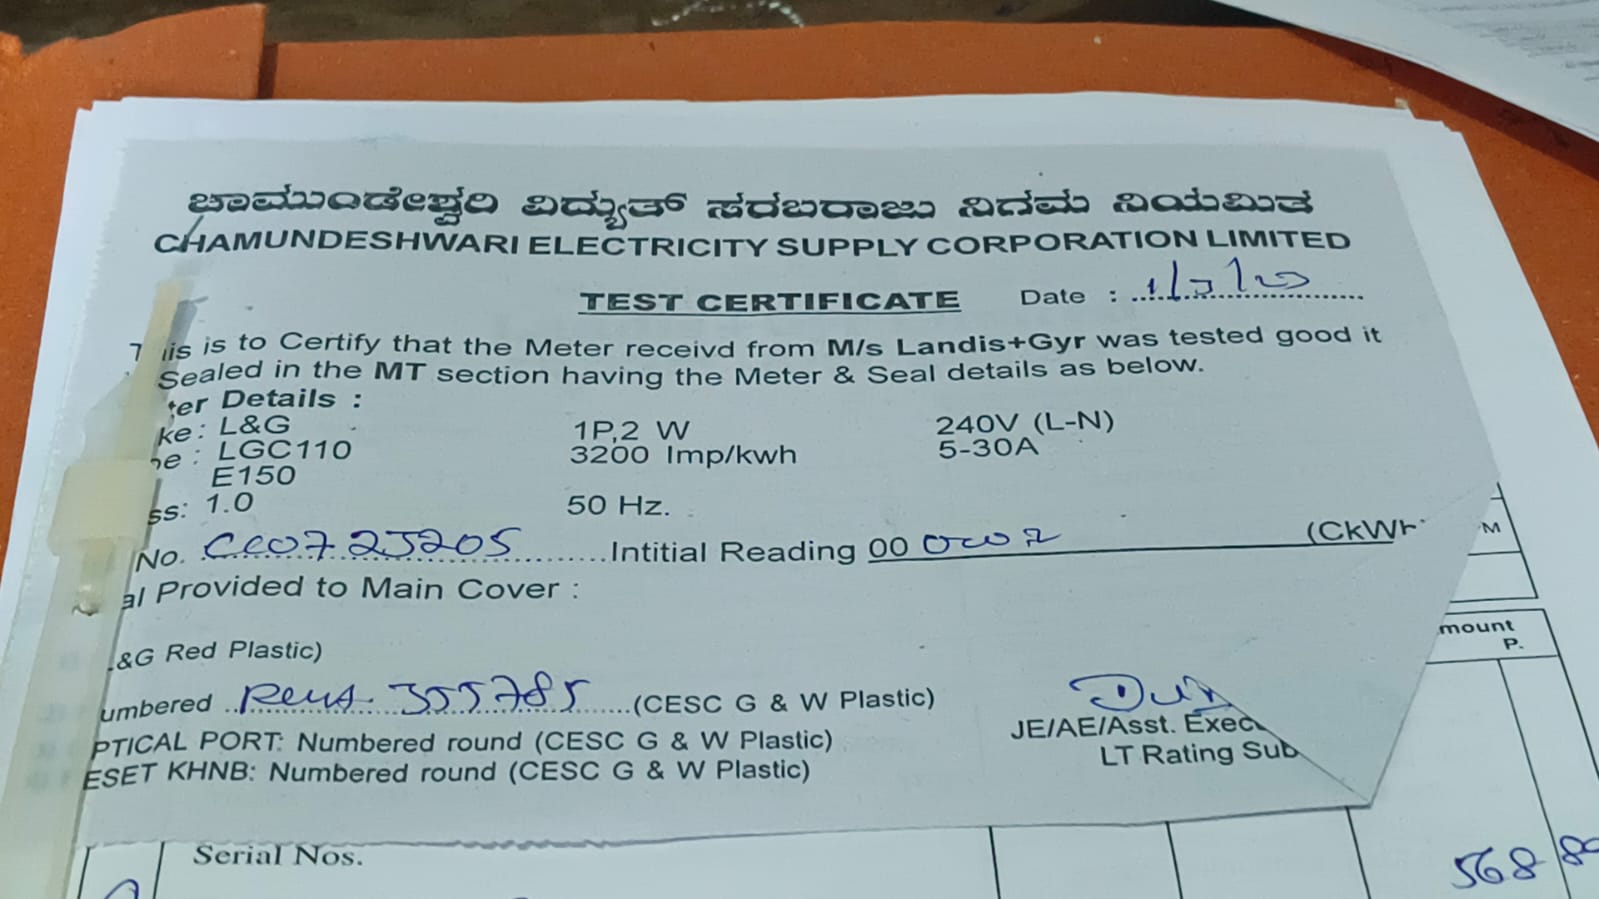 ಚಾಮುಂಡೇಶ್ವರಿ ವಿದ್ಯುತ್ ಸರಬರಾಜು ನಿಗಮ ನಿಯಮಿತ
CHAMUNDESHWARI ELECTRICITY SUPPLY CORPORATION LIMITED
TEST CERTIFICATE Date :
is is to Certify that the Meter receivd from M/s Landis+Gyr was tested good it
Sealed in the MT section having the Meter & Seal details as below.
ter Details :
ke: L&G 1P,2 W 240V (L-N)
e : LGC110 3200 Imp/kwh 5-30A
E150
ss: 1.0 50 Hz.
No. Intitial Reading 00 (CkWh M
al Provided to Main Cover :
&G Red Plastic)
mount
P.
umbered 355785 (CESC G & W Plastic)
PTICAL PORT: Numbered round (CESC G & W Plastic)
ESET KHNB: Numbered round (CESC G & W Plastic)
JE/AE/Asst. Exec
LT Rating Sub
Serial Nos.
568